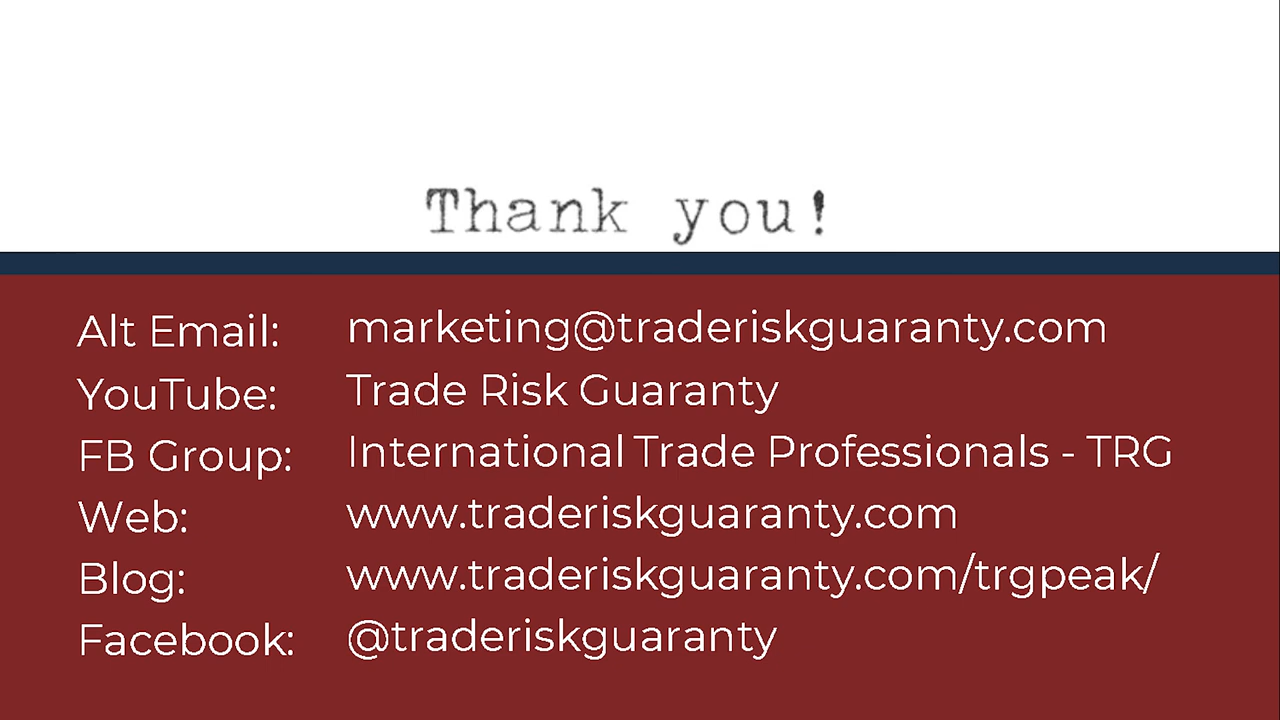 Thank you!
Alt Email: marketing@traderiskguaranty.com
YouTube: Trade Risk Guaranty
FB Group: International Trade Professionals - TRG
Web: www.traderiskguaranty.com
Blog: www.traderiskguaranty.com/trgpeak/
Facebook: @traderiskguaranty